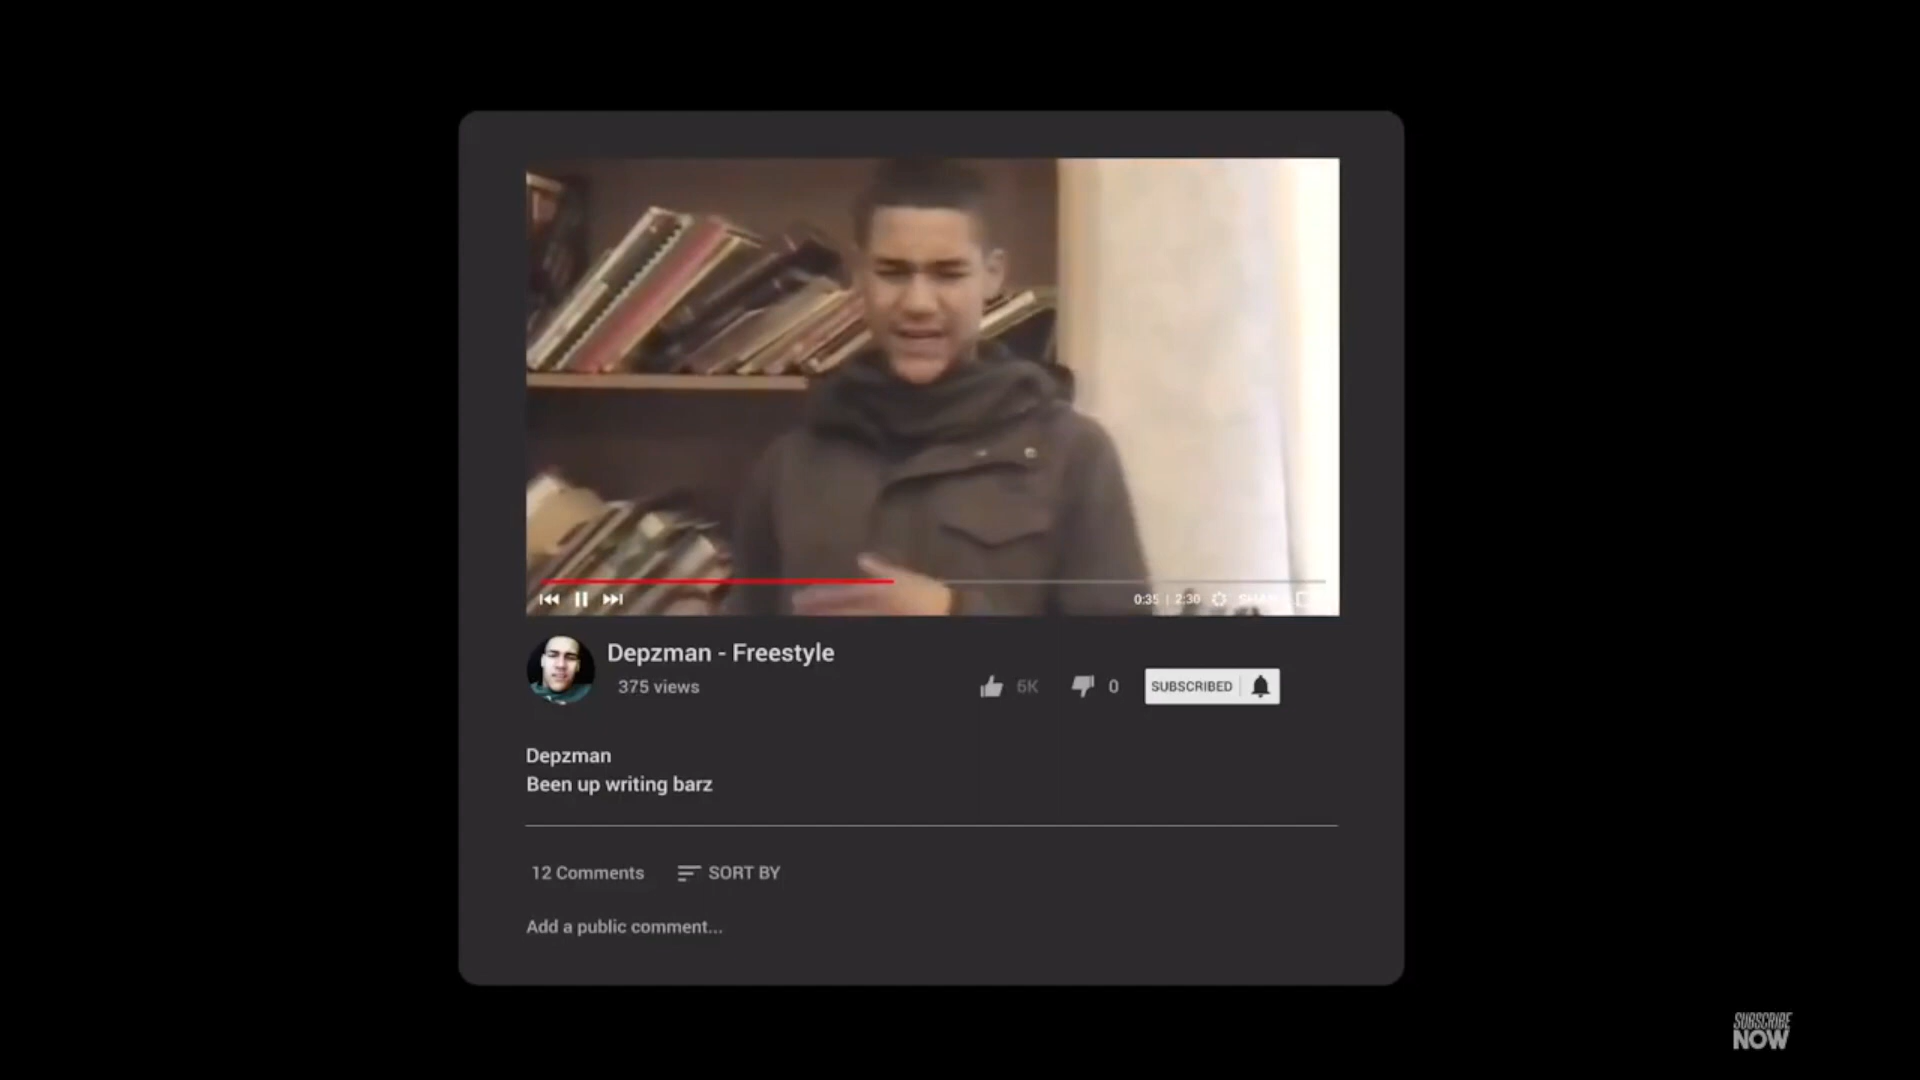 0:35 | 2:30
Depzman - Freestyle
375 views
6K
0
SUBSCRIBED
Depzman
Been up writing barz
12 Comments
SORT BY
Add a public comment...
SUBSCRIBE
NOW